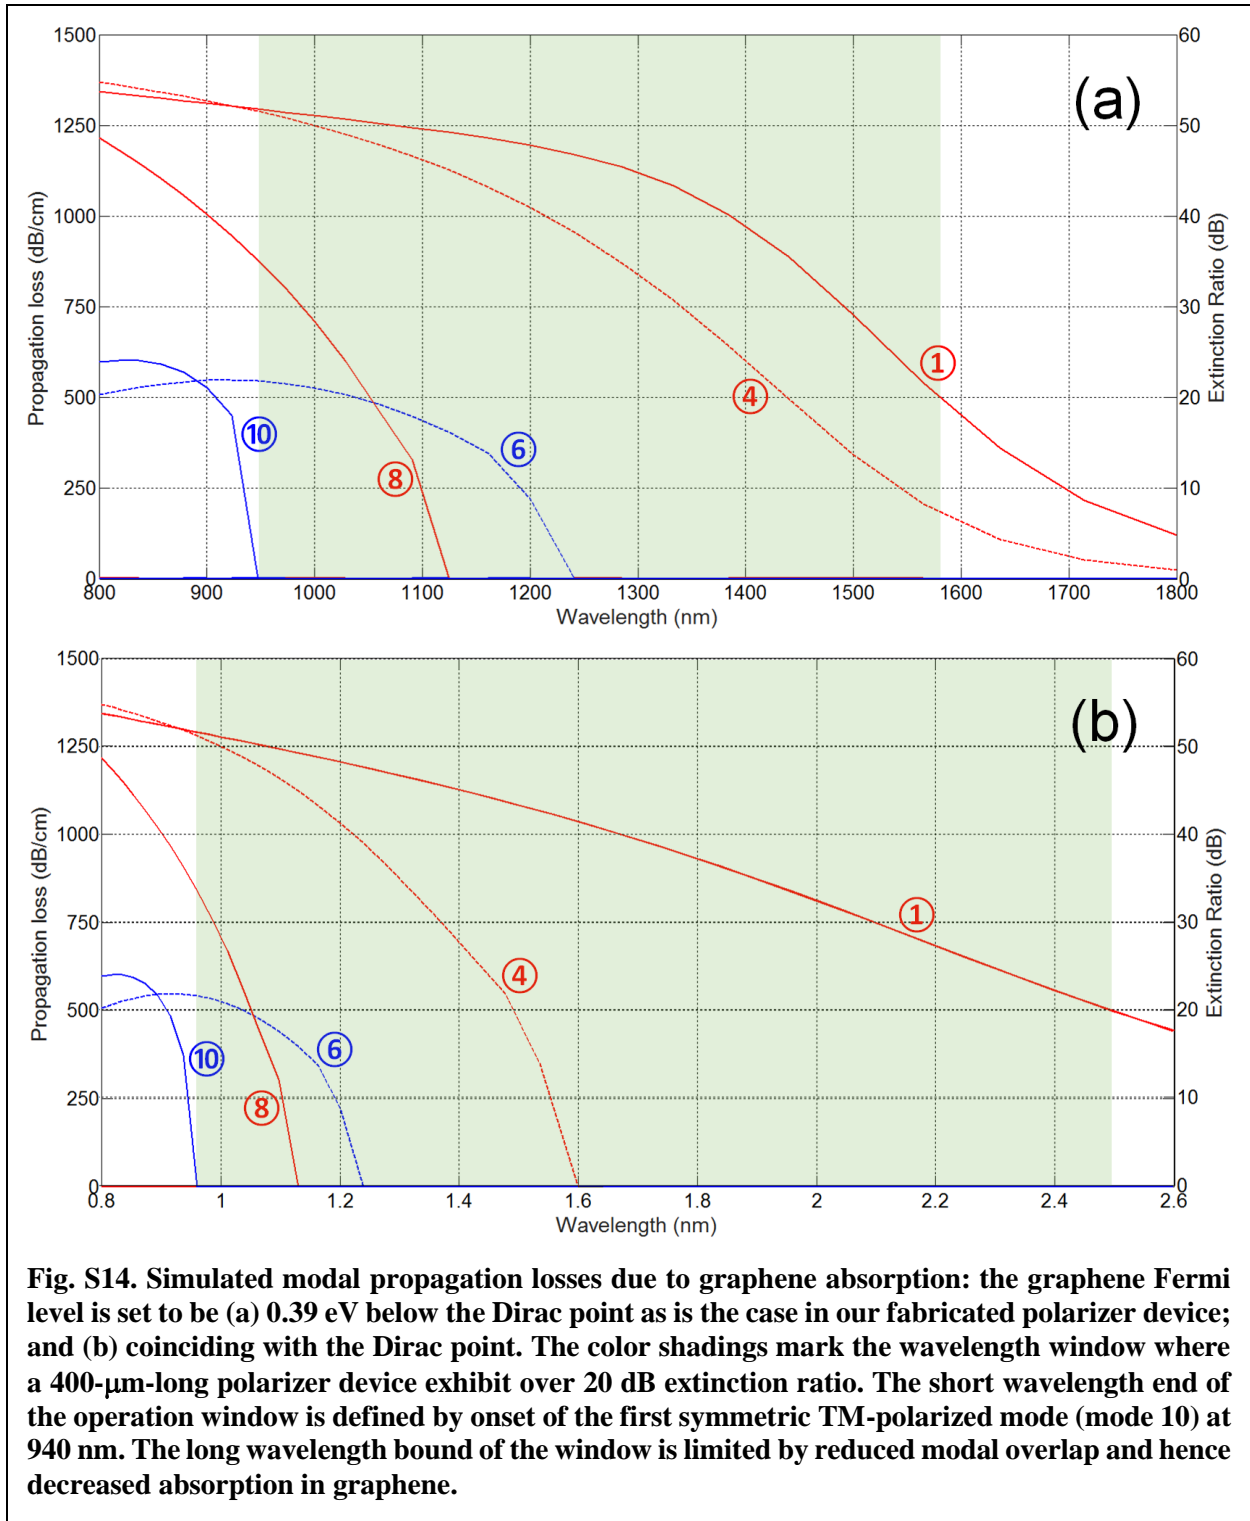 1500
1250
1000
750
500
250
0
Propagation loss (dB/cm)
60
50
40
30
20
10
0
Extinction Ratio (dB)
(a)
1
4
6
8
10
800 900 1000 1100 1200 1300 1400 1500 1600 1700 1800
Wavelength (nm)
1500
1250
1000
750
500
250
0
Propagation loss (dB/cm)
60
50
40
30
20
10
0
Extinction Ratio (dB)
(b)
1
4
6
10
8
0.8 1 1.2 1.4 1.6 1.8 2 2.2 2.4 2.6
Wavelength (nm)
Fig. S14. Simulated modal propagation losses due to graphene absorption: the graphene Fermi
level is set to be (a) 0.39 eV below the Dirac point as is the case in our fabricated polarizer device;
and (b) coinciding with the Dirac point. The color shadings mark the wavelength window where
a 400-μm-long polarizer device exhibit over 20 dB extinction ratio. The short wavelength end of
the operation window is defined by onset of the first symmetric TM-polarized mode (mode 10) at
940 nm. The long wavelength bound of the window is limited by reduced modal overlap and hence
decreased absorption in graphene.